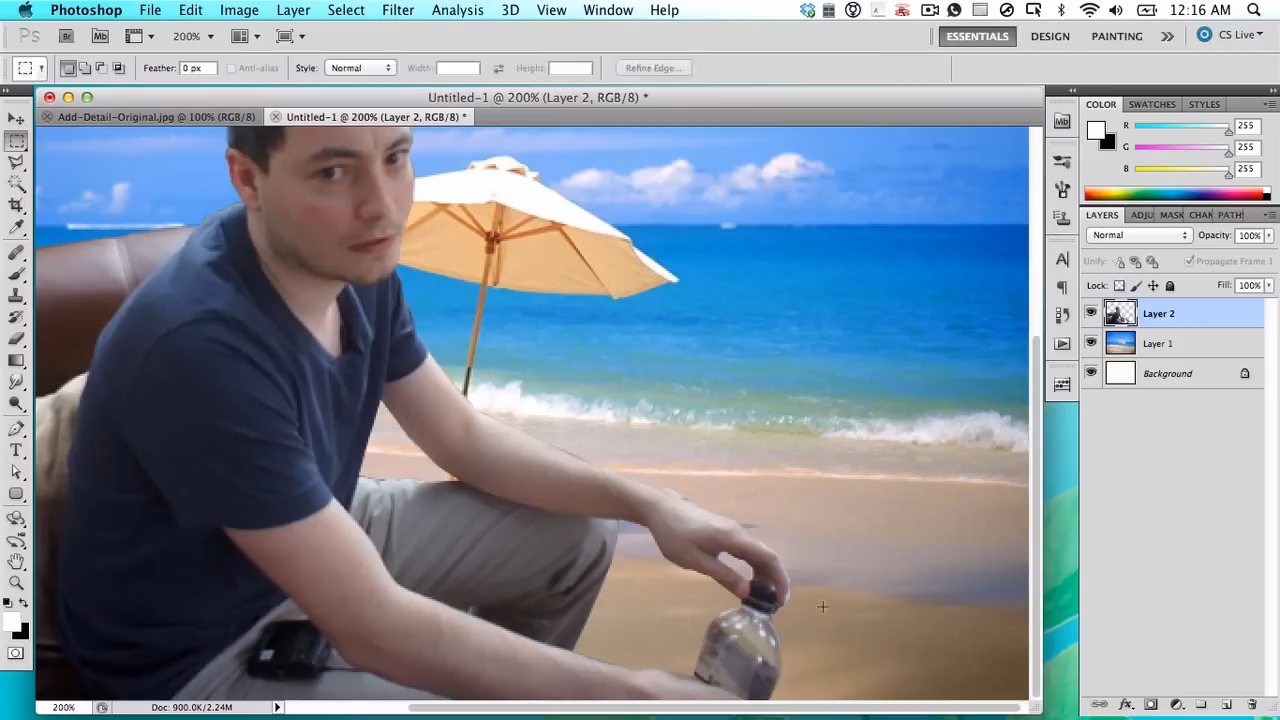 Photoshop File Edit Image Layer Select Filter Analysis 3D View Window Help 12:16 AM
Ps Br Mb 200% ESSENTIALS DESIGN PAINTING CS Live
Feather: 0 px Anti-alias Style: Normal Width: Height: Refine Edge...
Untitled-1 @ 200% (Layer 2, RGB/8) *
Add-Detail-Original.jpg @ 100% (RGB/8) Untitled-1 @ 200% (Layer 2, RGB/8) *
COLOR SWATCHES STYLES
Mb
R 255
G 255
B 255
LAYERS ADJU MASK CHAN PATH
Normal Opacity: 100%
Unify: Propagate Frame 1
Lock: Fill: 100%
Layer 2
Layer 1
Background
200% Doc: 900.0K/2.24M